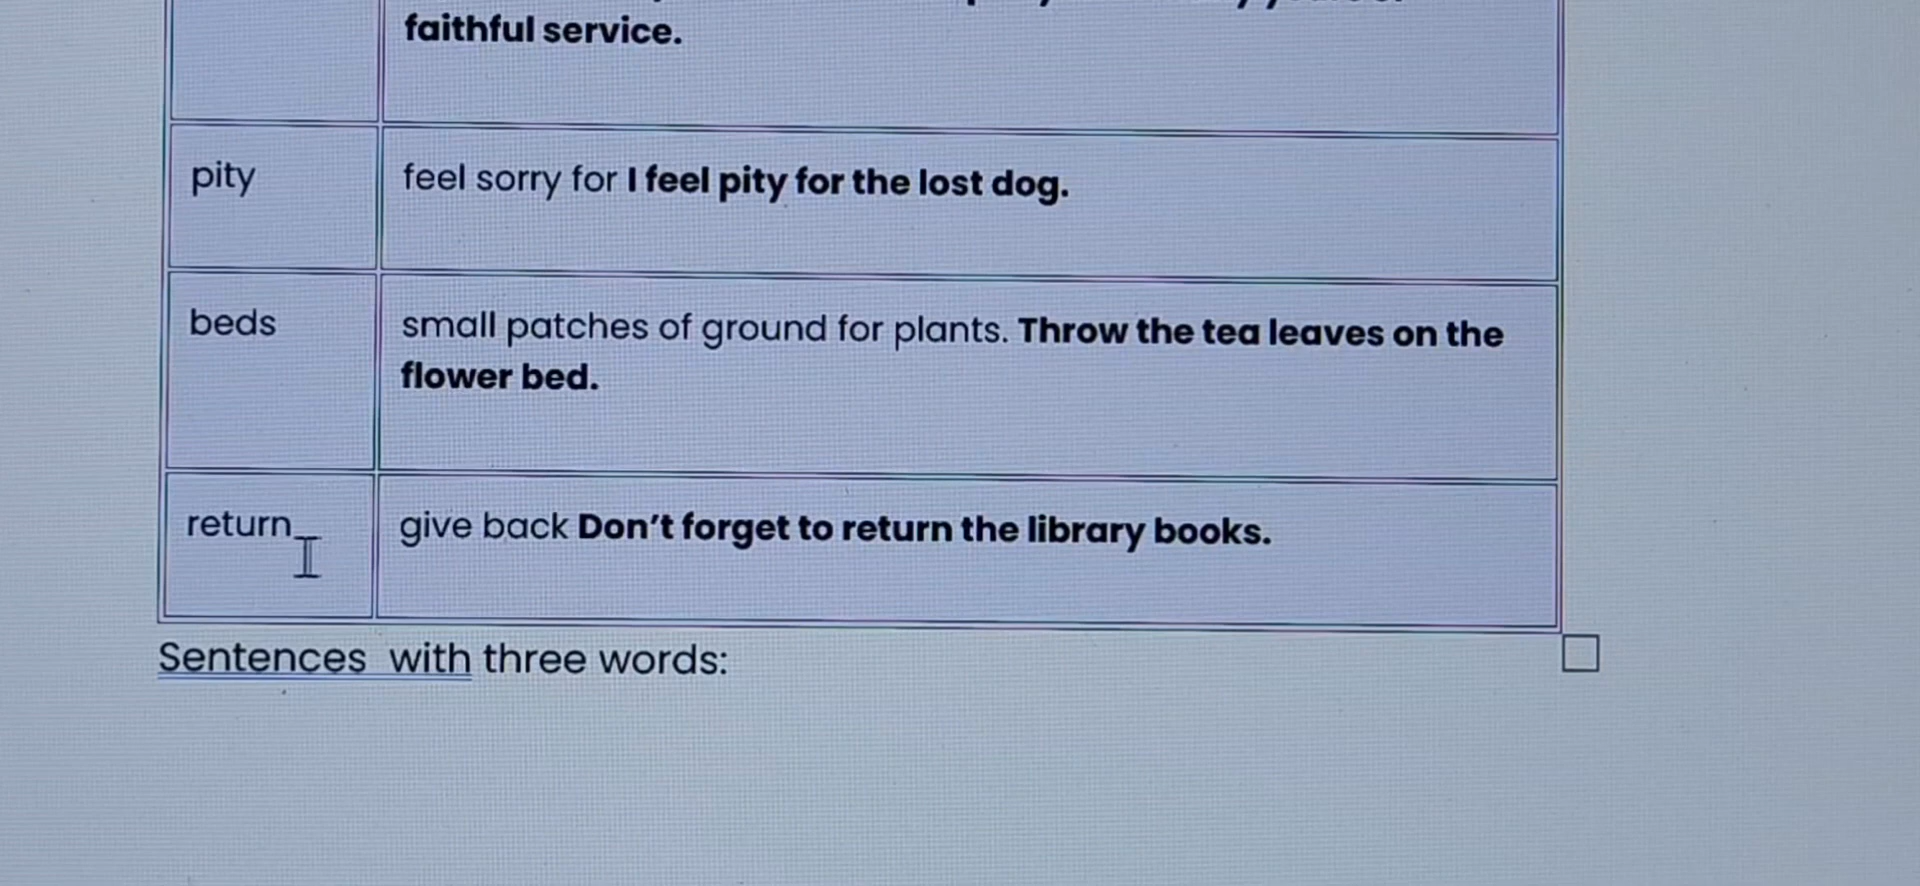 faithful service.
pity
feel sorry for I feel pity for the lost dog.
beds
small patches of ground for plants. Throw the tea leaves on the
flower bed.
return
give back Don't forget to return the library books.
Sentences  with three words: